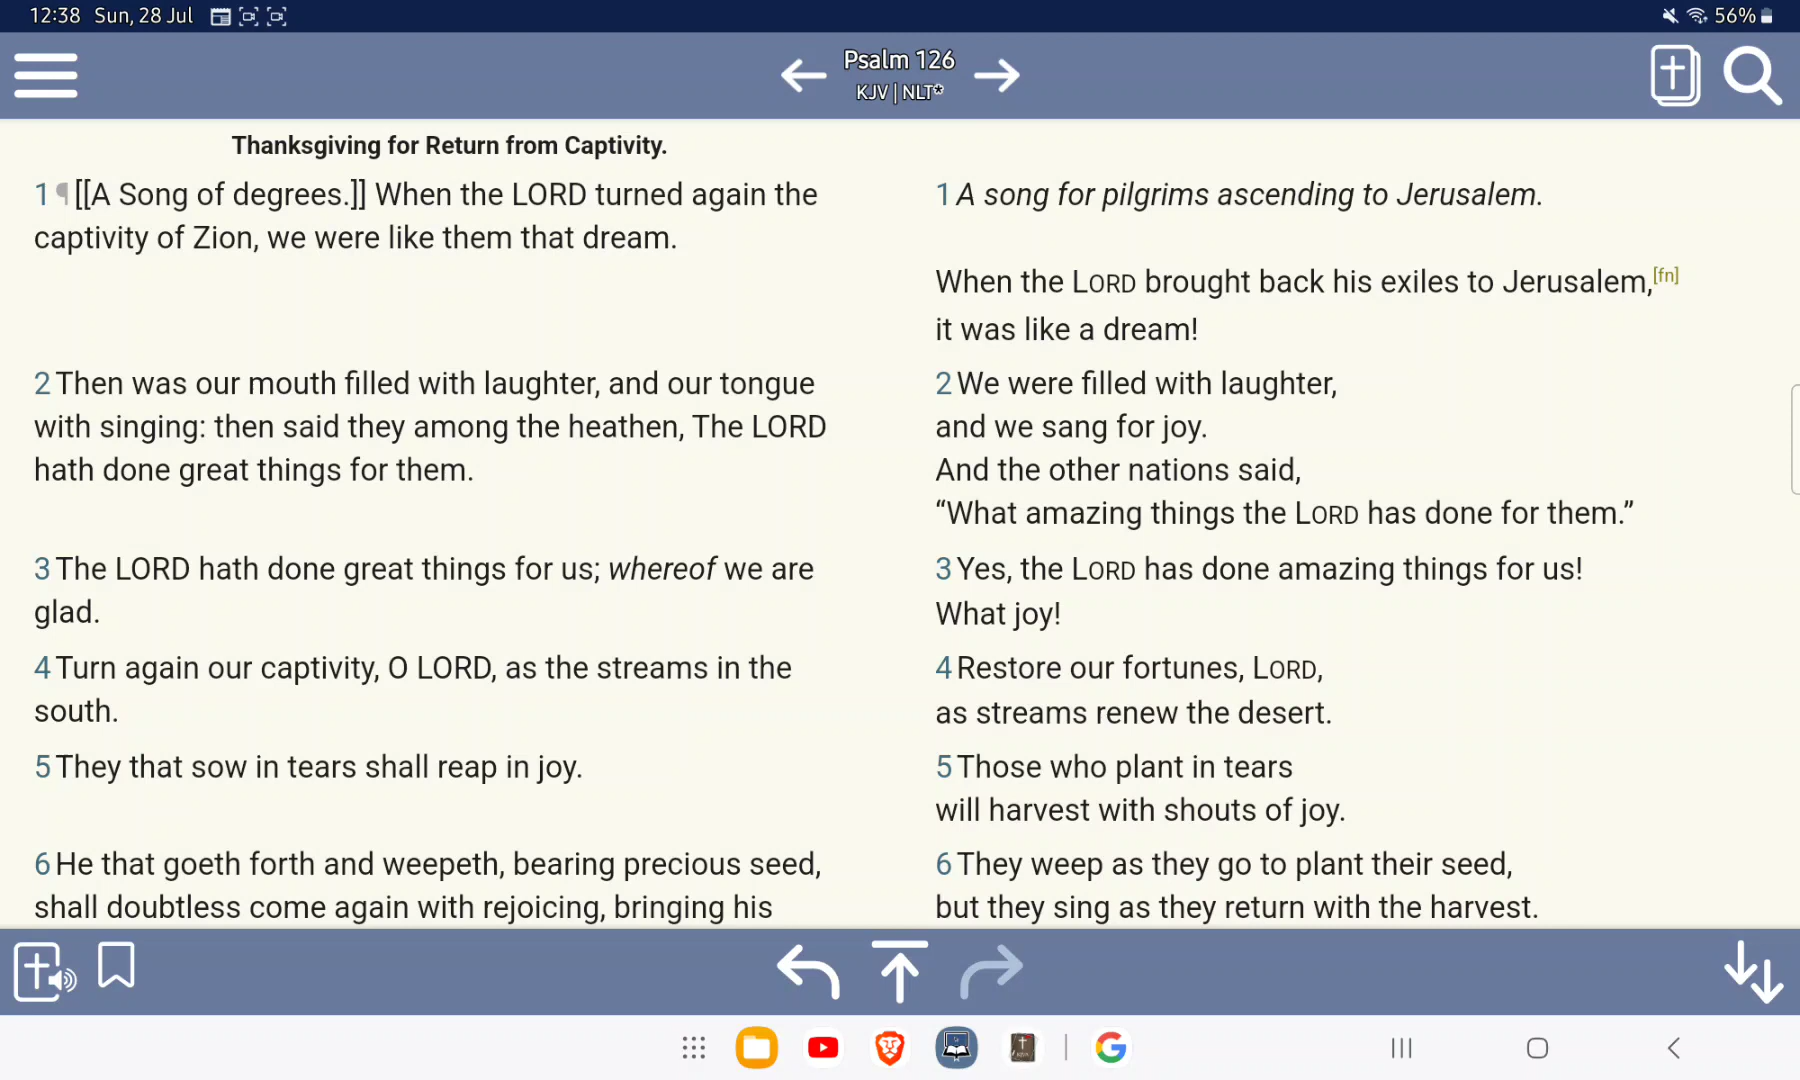 12:38 Sun, 28 Jul
56%
Psalm 126
KJV | NLT*
Thanksgiving for Return from Captivity.
1 ¶ [[A Song of degrees.]] When the LORD turned again the
captivity of Zion, we were like them that dream.
2 Then was our mouth filled with laughter, and our tongue
with singing: then said they among the heathen, The LORD
hath done great things for them.
3 The LORD hath done great things for us; whereof we are
glad.
4 Turn again our captivity, O LORD, as the streams in the
south.
5 They that sow in tears shall reap in joy.
6 He that goeth forth and weepeth, bearing precious seed,
shall doubtless come again with rejoicing, bringing his
1 A song for pilgrims ascending to Jerusalem.
When the LORD brought back his exiles to Jerusalem,[fn]
it was like a dream!
2 We were filled with laughter,
and we sang for joy.
And the other nations said,
“What amazing things the LORD has done for them.”
3 Yes, the LORD has done amazing things for us!
What joy!
4 Restore our fortunes, LORD,
as streams renew the desert.
5 Those who plant in tears
will harvest with shouts of joy.
6 They weep as they go to plant their seed,
but they sing as they return with the harvest.